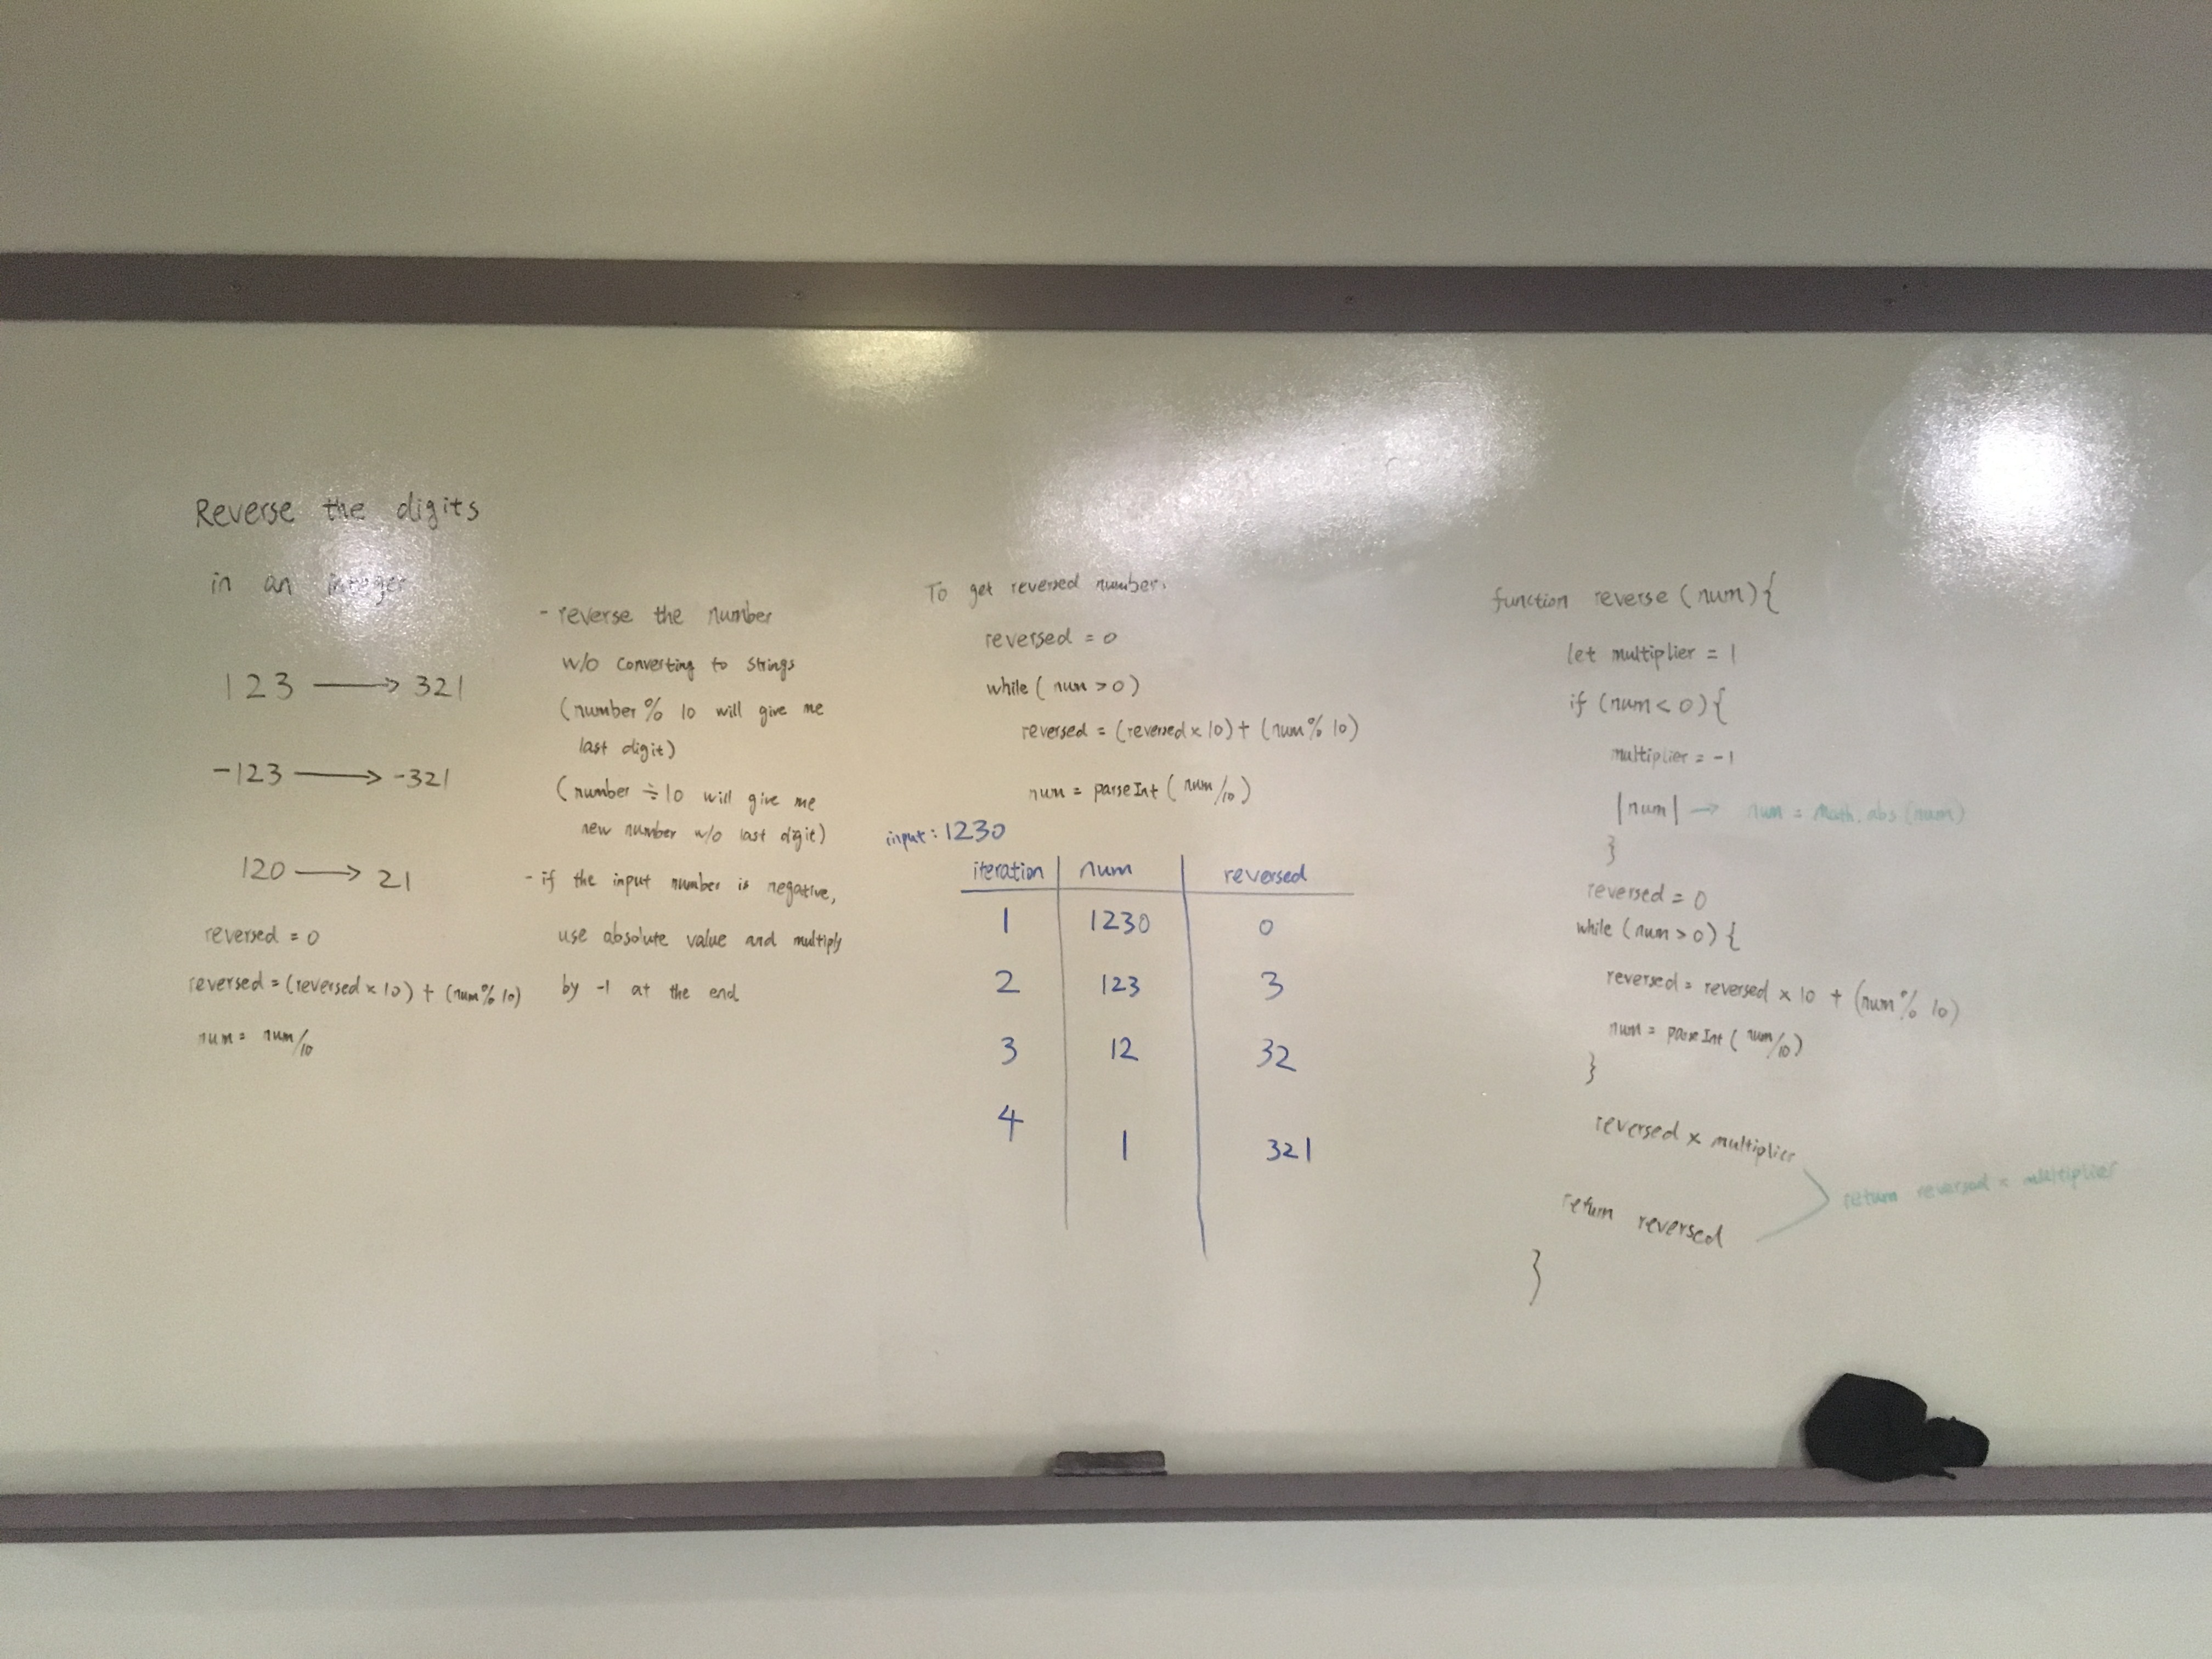 Reverse the digits
in an integer
123 → 321
-123 → -321
120 → 21
reversed = 0
reversed = (reversed x 10) + (num % 10)
num = num/10
- reverse the number
w/o converting to strings
(number % 10 will give me
last digit)
(number ÷ 10 will give me
new number w/o last digit)
- if the input number is negative,
use absolute value and multiply
by -1 at the end
To get reversed number.
reversed = 0
while ( num > 0)
reversed = (reversed x 10) + (num % 10)
num = parseInt ( num/10 )
input: 1230
iteration | num | reversed
1 | 1230 | 0
2 | 123 | 3
3 | 12 | 32
4 | 1 | 321
function reverse (num) {
let multiplier = 1
if (num < 0) {
multiplier = -1
|num| → num = Math.abs (num)
}
reversed = 0
while (num > 0) {
reversed = reversed x 10 + (num % 10)
num = parseInt ( num/10 )
}
reversed x multiplier
return reversed x multiplier
return reversed
}